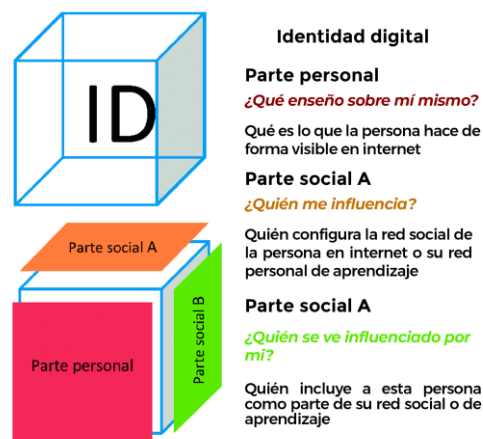 ID
Identidad digital
Parte personal
¿Qué enseño sobre mí mismo?
Qué es lo que la persona hace de
forma visible en internet
Parte social A
¿Quién me influencia?
Quién configura la red social de
la persona en internet o su red
personal de aprendizaje
Parte social A
¿Quién se ve influenciado por
mi?
Quién incluye a esta persona
como parte de su red social o de
aprendizaje
Parte social A
Parte social B
Parte personal